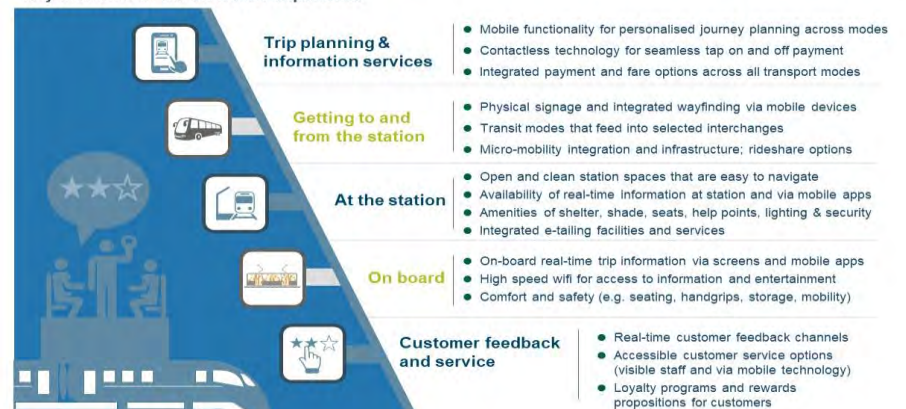 Trip planning &
information services
● Mobile functionality for personalised journey planning across modes
● Contactless technology for seamless tap on and off payment
● Integrated payment and fare options across all transport modes
Getting to and
from the station
● Physical signage and integrated wayfinding via mobile devices
● Transit modes that feed into selected interchanges
● Micro-mobility integration and infrastructure; rideshare options
At the station
● Open and clean station spaces that are easy to navigate
● Availability of real-time information at station and via mobile apps
● Amenities of shelter, shade, seats, help points, lighting & security
● Integrated e-tailing facilities and services
On board
● On-board real-time trip information via screens and mobile apps
● High speed wifi for access to information and entertainment
● Comfort and safety (e.g. seating, handgrips, storage, mobility)
Customer feedback
and service
● Real-time customer feedback channels
● Accessible customer service options
(visible staff and via mobile technology)
● Loyalty programs and rewards
propositions for customers